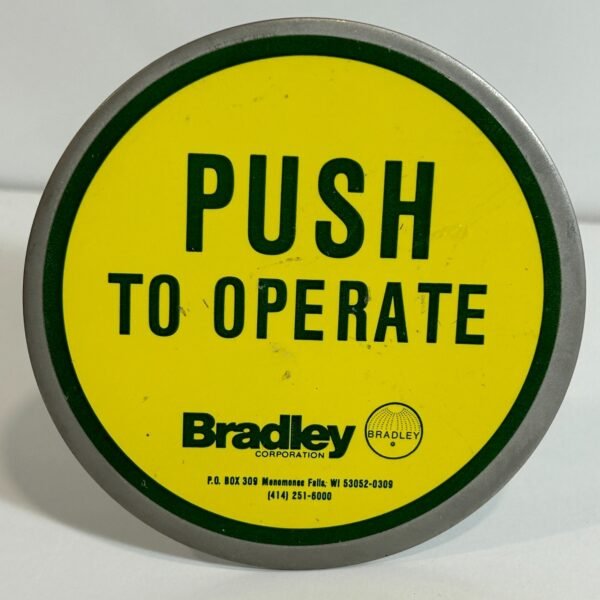 PUSH
TO OPERATE
Bradley
CORPORATION
BRADLEY
P.O. BOX 309 Menomonee Falls, WI 53052-0309
(414) 251-6000